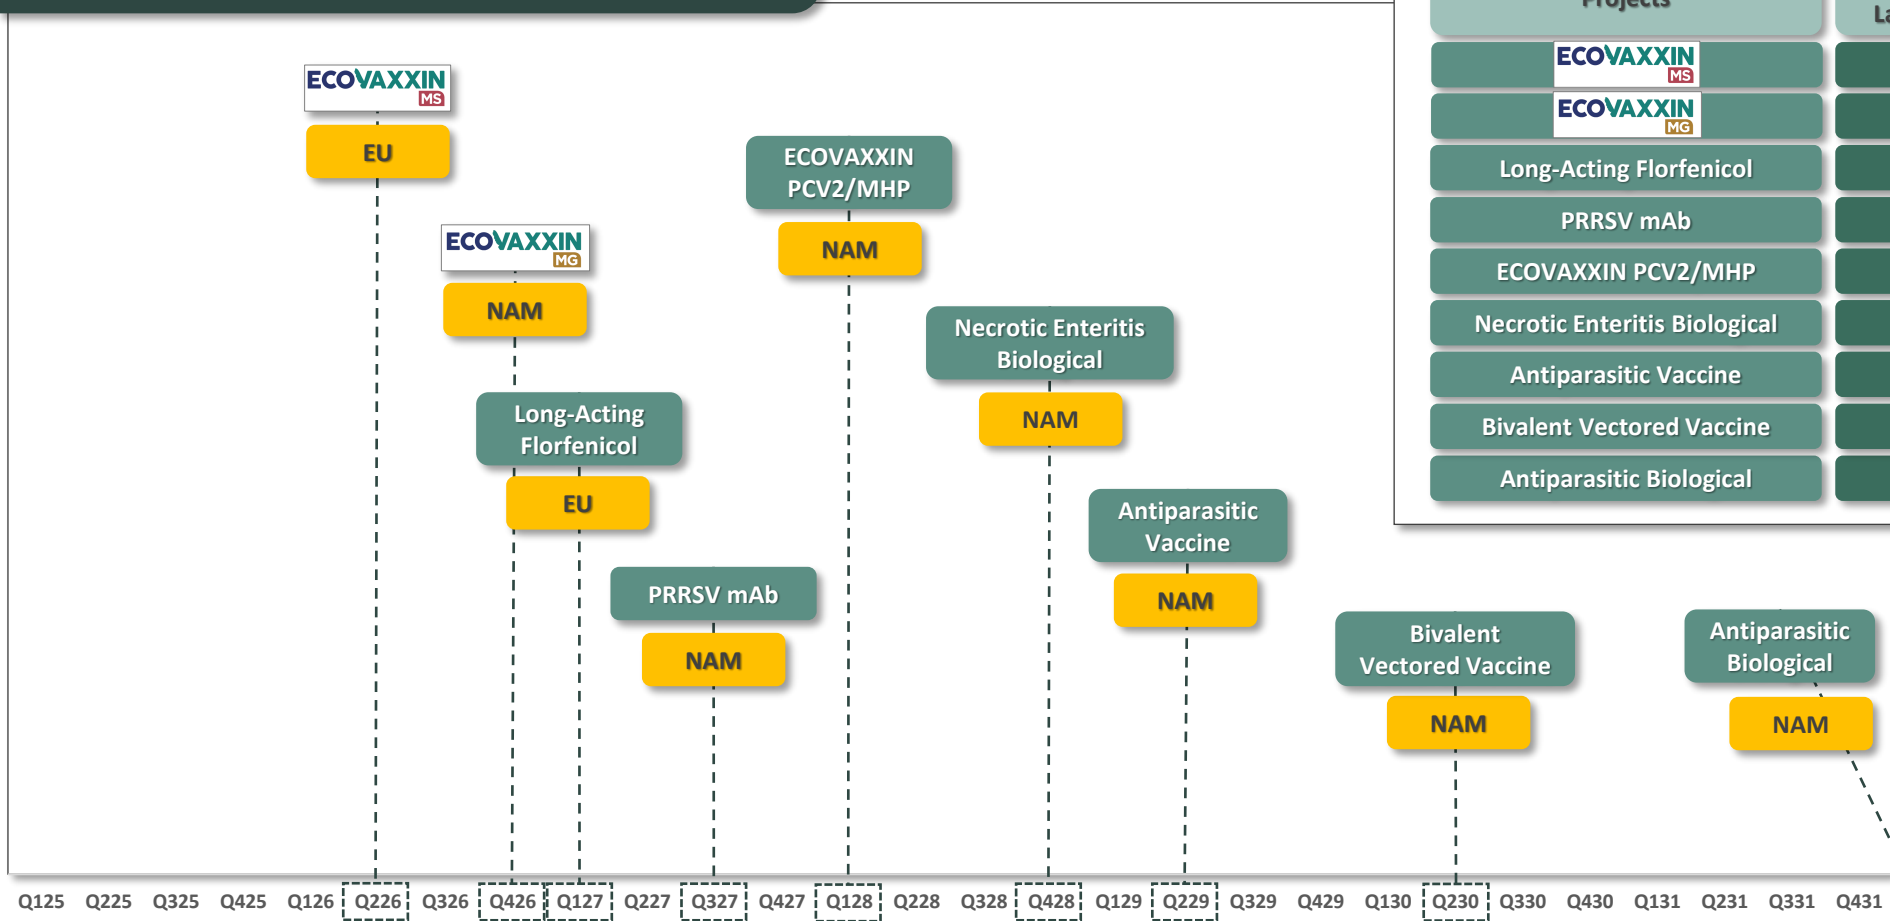 Projects
ECOVAXXIN
MS
ECOVAXXIN
MG
Long-Acting Florfenicol
PRRSV mAb
ECOVAXXIN PCV2/MHP
Necrotic Enteritis Biological
Antiparasitic Vaccine
Bivalent Vectored Vaccine
Antiparasitic Biological
ECOVAXXIN
MS
EU
ECOVAXXIN
MG
NAM
Long-Acting
Florfenicol
EU
PRRSV mAb
NAM
ECOVAXXIN
PCV2/MHP
NAM
Necrotic Enteritis
Biological
NAM
Antiparasitic
Vaccine
NAM
Bivalent
Vectored Vaccine
NAM
Antiparasitic
Biological
NAM
Q125 Q225 Q325 Q425 Q126 Q226 Q326 Q426 Q127 Q227 Q327 Q427 Q128 Q228 Q328 Q428 Q129 Q229 Q329 Q429 Q130 Q230 Q330 Q430 Q131 Q231 Q331 Q431